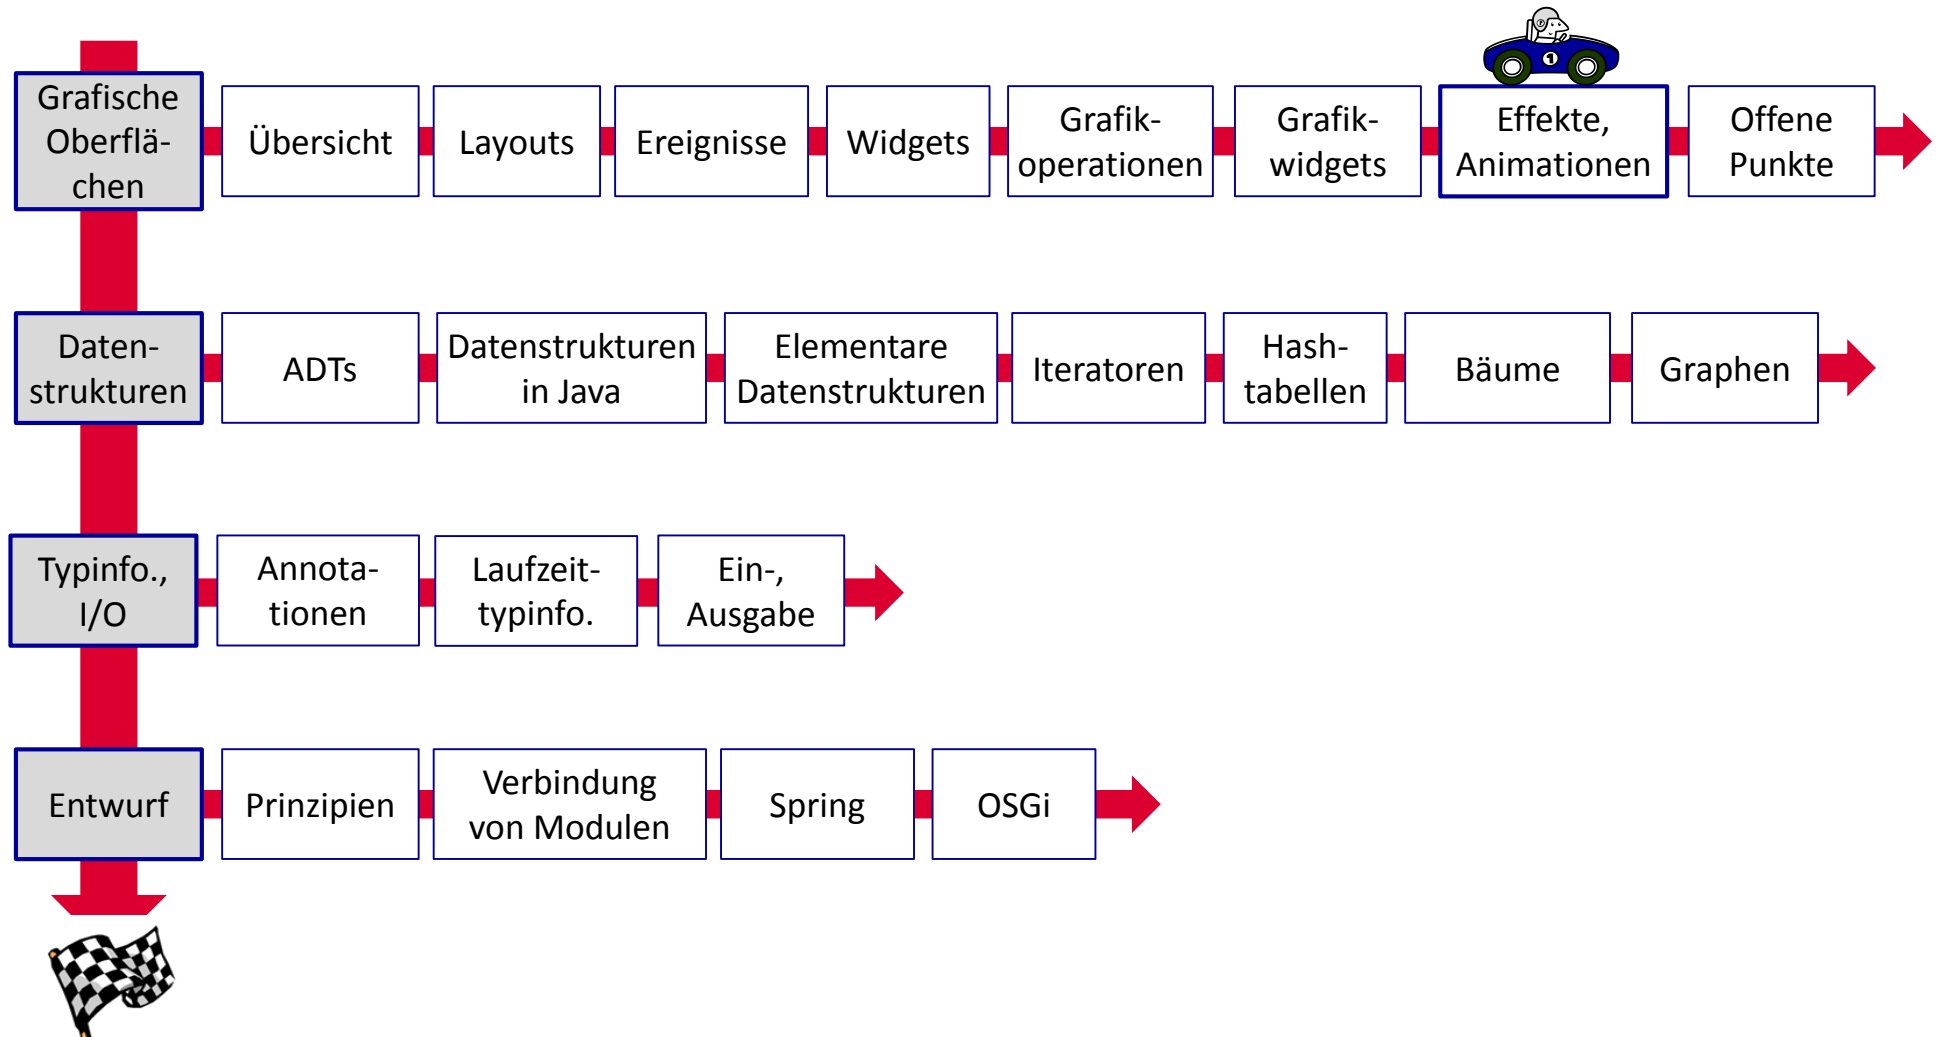 Grafische
Oberflä-
chen
Übersicht
Layouts
Ereignisse
Widgets
Grafik-
operationen
Grafik-
widgets
1
Effekte,
Animationen
Offene
Punkte
Daten-
strukturen
ADTs
Datenstrukturen
in Java
Elementare
Datenstrukturen
Iteratoren
Hash-
tabellen
Bäume
Graphen
Typinfo.,
I/O
Annota-
tionen
Laufzeit-
typinfo.
Ein-,
Ausgabe
Entwurf
Prinzipien
Verbindung
von Modulen
Spring
OSGi